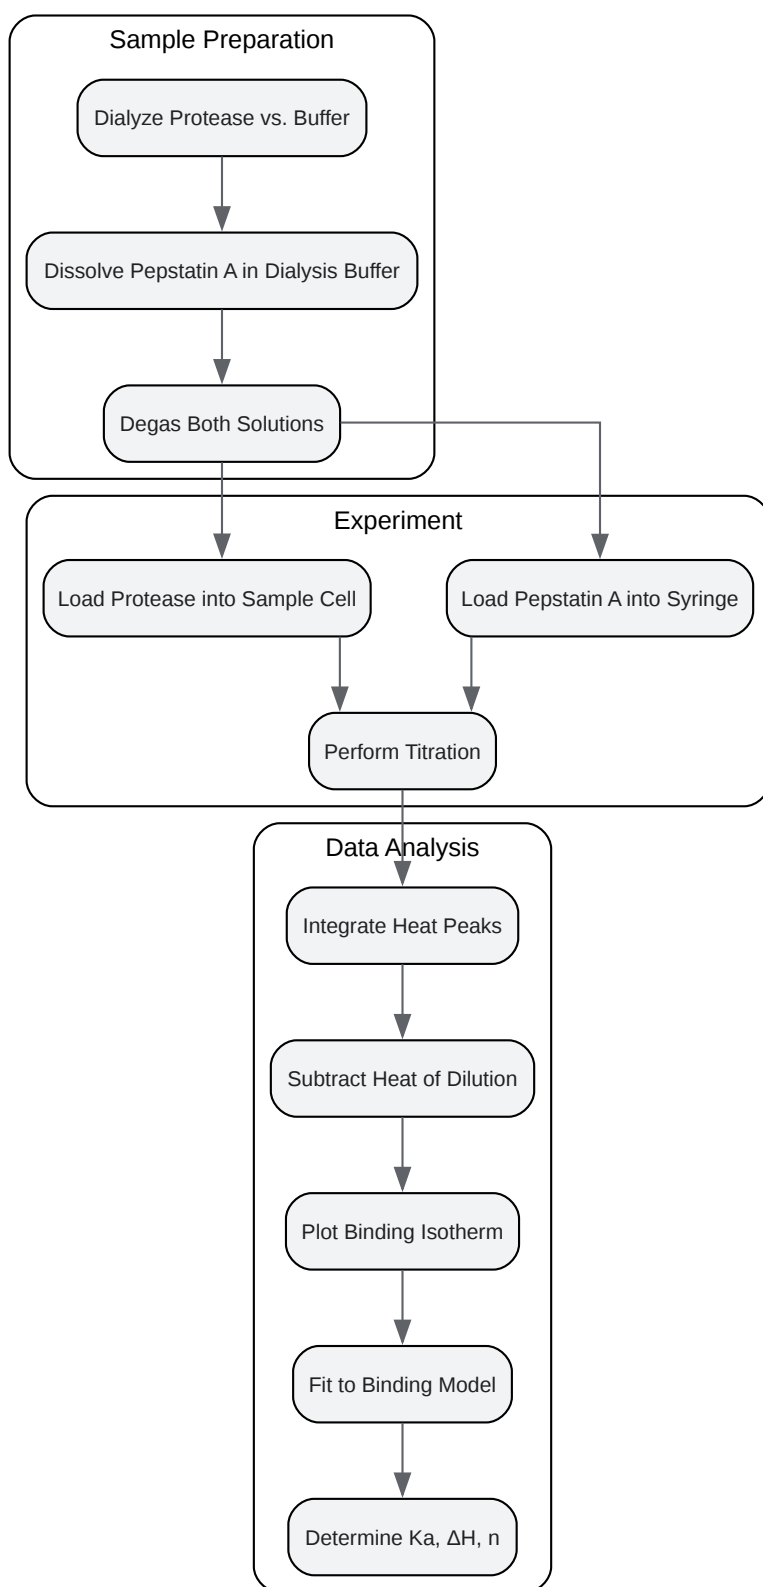 Sample Preparation
Dialyze Protease vs. Buffer
Dissolve Pepstatin A in Dialysis Buffer
Degas Both Solutions
Experiment
Load Protease into Sample Cell
Load Pepstatin A into Syringe
Perform Titration
Data Analysis
Integrate Heat Peaks
Subtract Heat of Dilution
Plot Binding Isotherm
Fit to Binding Model
Determine Ka, ΔH, n